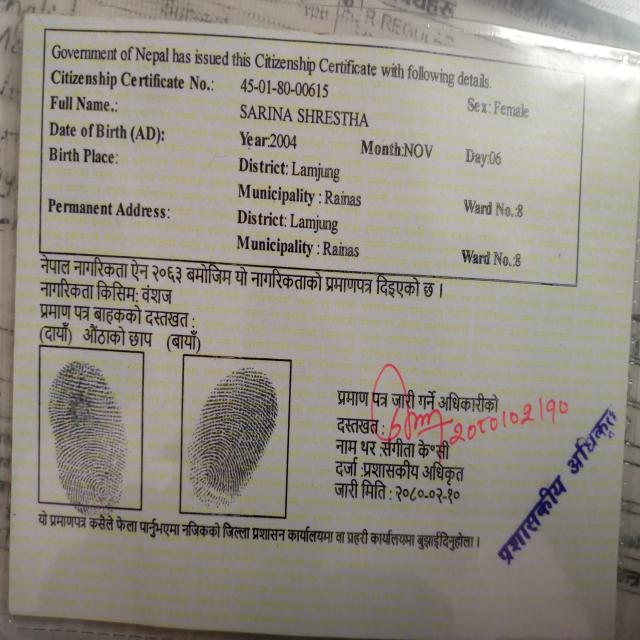 R.REGULAR
Government of Nepal has issued this Citizenship Certificate with following details.
Citizenship Certificate No.: 45-01-80-00615 Sex: Female
Full Name.: SARINA SHRESTHA
Date of Birth (AD): Year:2004 Month:NOV Day:06
Birth Place: District: Lamjung
Municipality : Rainas Ward No.:8
Permanent Address: District: Lamjung
Municipality : Rainas Ward No.:8
नेपाल नागरिकता ऐन २०६३ बमोजिम यो नागरिकताको प्रमाणपत्र दिइएको छ ।
नागरिकता किसिम: वंशज
प्रमाण पत्र बाहकको दस्तखत :
(दायाँ) औंठाको छाप (बायाँ)
प्रमाण पत्र जारी गर्ने अधिकारीको
दस्तखत : २०८०।०२।१०
नाम थर :संगीता के°सी
दर्जा :प्रशासकीय अधिकृत
जारी मिति : २०८०-०२-१०
प्रशासकीय अधिकृत
यो प्रमाणपत्र कसैले फेला पार्नुभएमा नजिकको जिल्ला प्रशासन कार्यालयमा वा प्रहरी कार्यालयमा बुझाईदिनुहोला ।